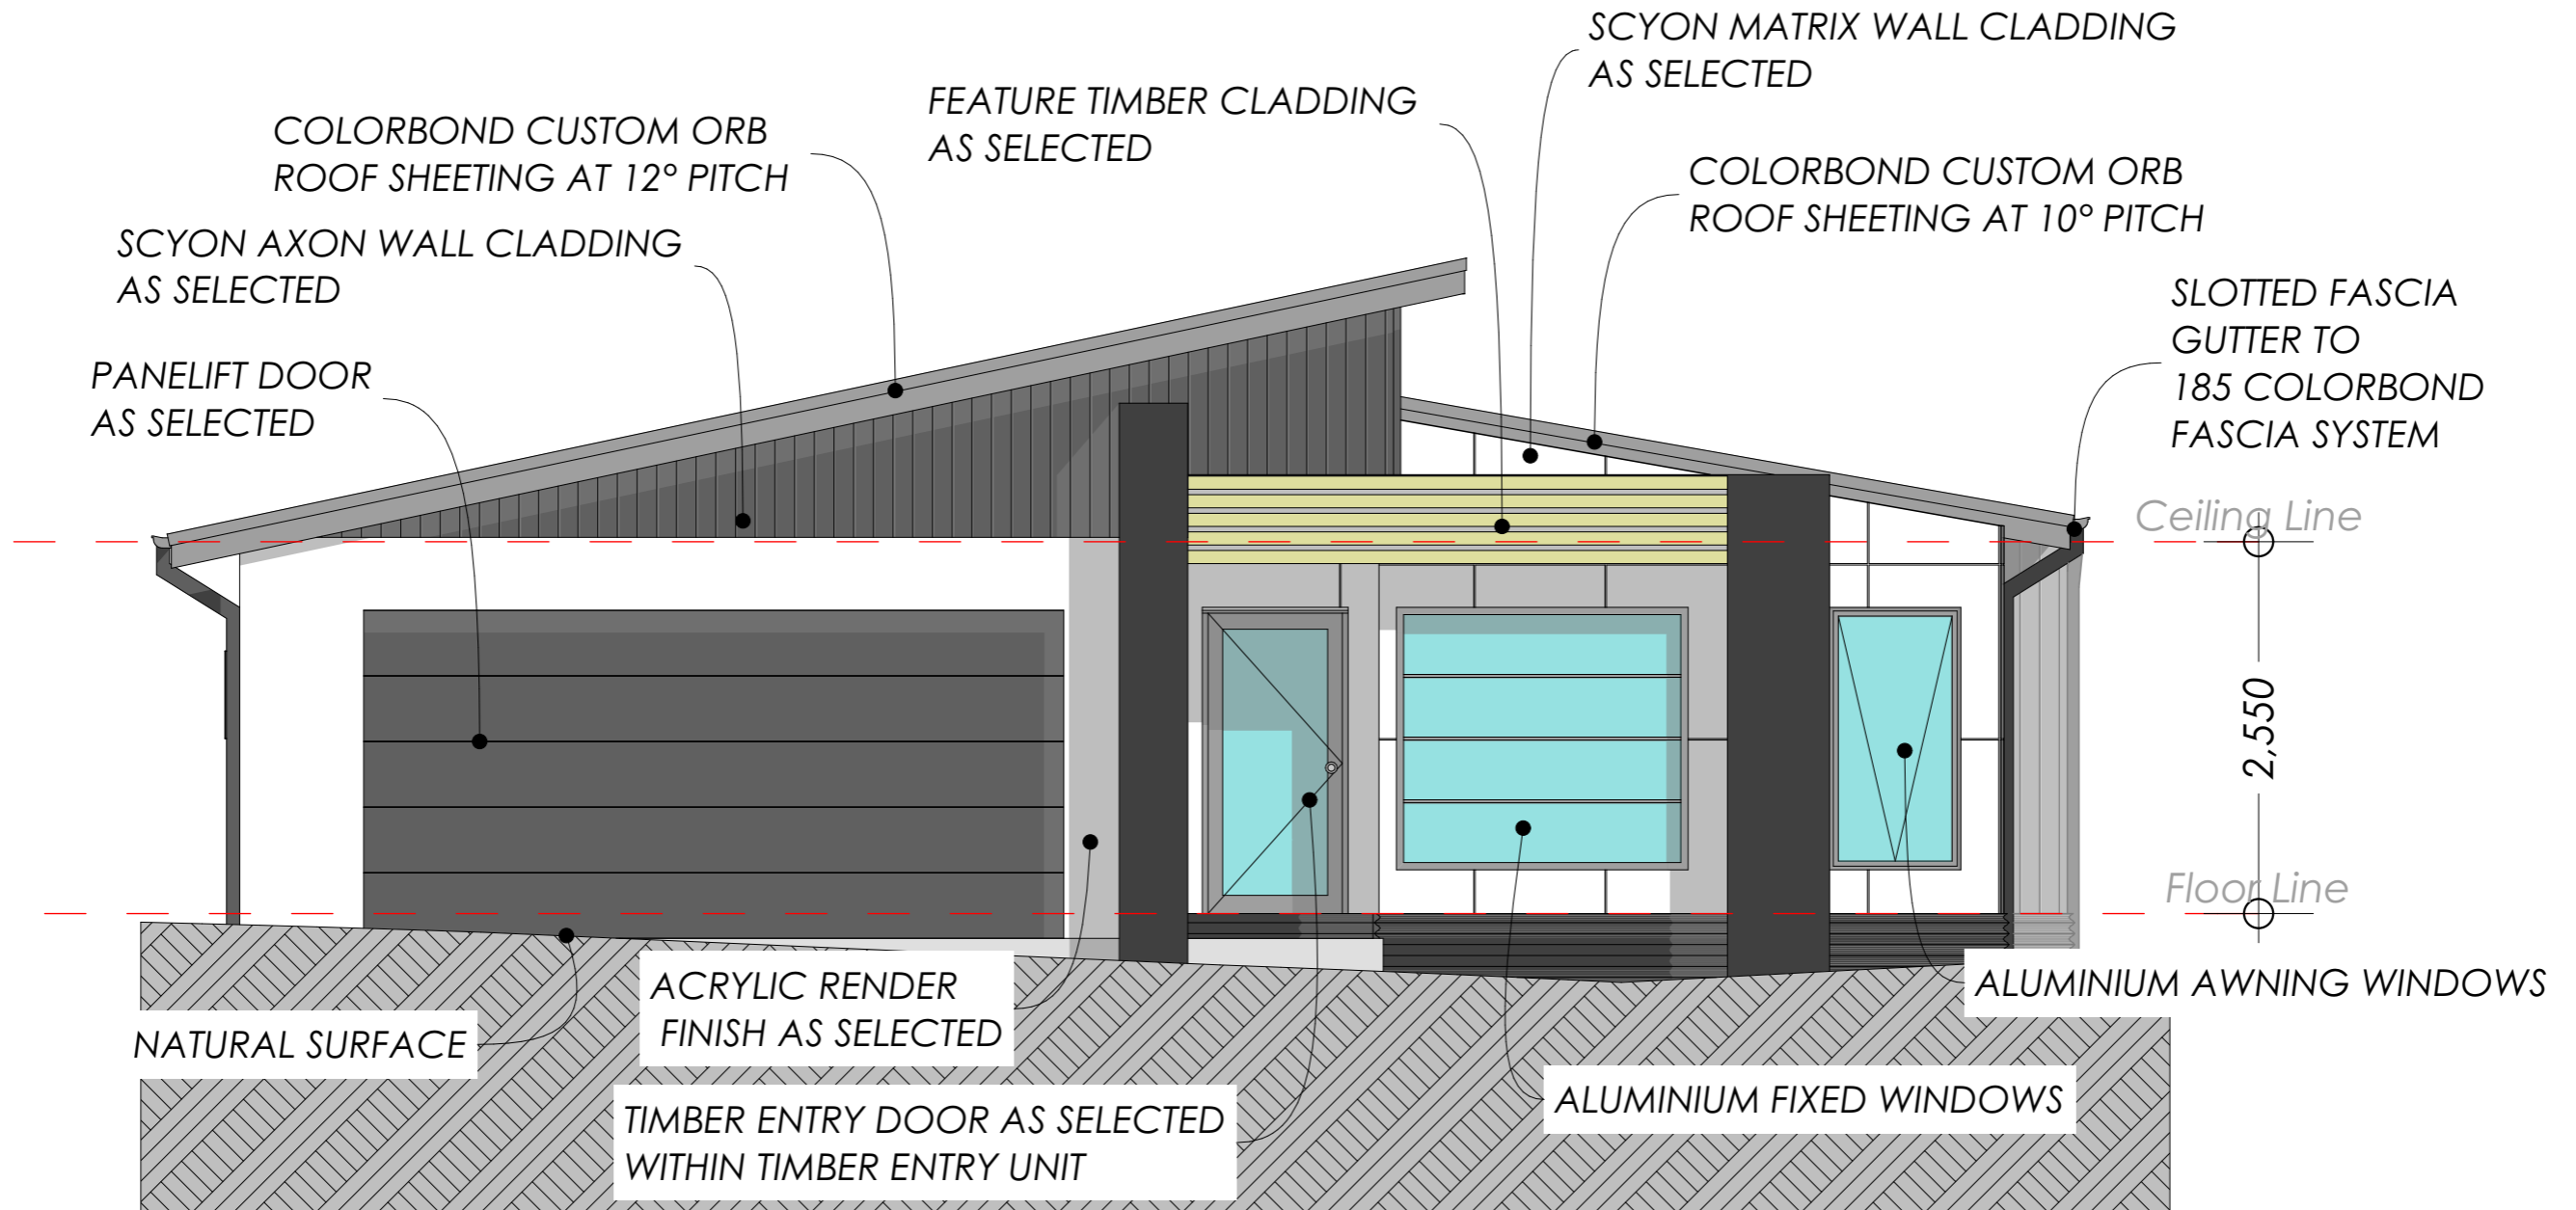 SCYON MATRIX WALL CLADDING
AS SELECTED
FEATURE TIMBER CLADDING
AS SELECTED
COLORBOND CUSTOM ORB
ROOF SHEETING AT 12° PITCH
COLORBOND CUSTOM ORB
ROOF SHEETING AT 10° PITCH
SCYON AXON WALL CLADDING
AS SELECTED
SLOTTED FASCIA
GUTTER TO
185 COLORBOND
FASCIA SYSTEM
PANELIFT DOOR
AS SELECTED
Ceiling Line
2,550
Floor Line
ACRYLIC RENDER
FINISH AS SELECTED
ALUMINIUM AWNING WINDOWS
NATURAL SURFACE
ALUMINIUM FIXED WINDOWS
TIMBER ENTRY DOOR AS SELECTED
WITHIN TIMBER ENTRY UNIT